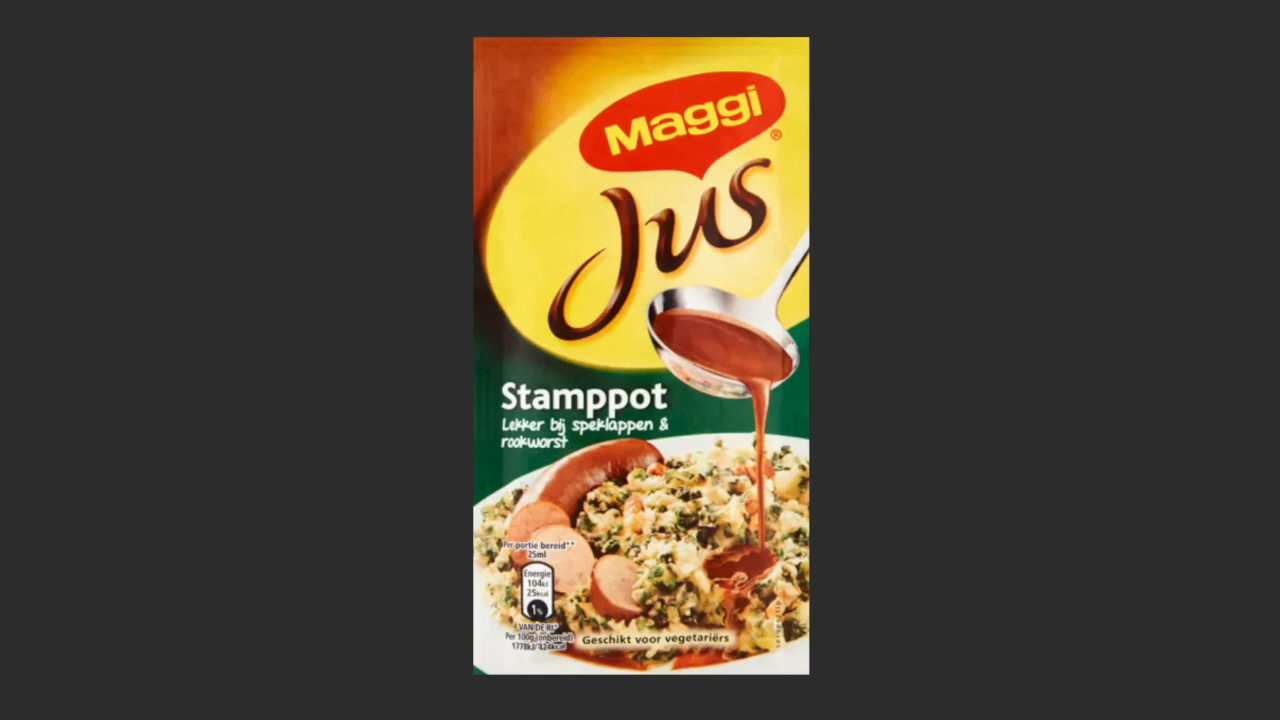 Maggi
®
Jus
Stamppot
Lekker bij speklappen &
rookworst
Per portie bereid**
25ml
Energie
104kJ
25kcal
1%
VAN DE RI*
Per 100g (onbereid)
1778kJ/424kcal
Geschikt voor vegetariërs
serveertip